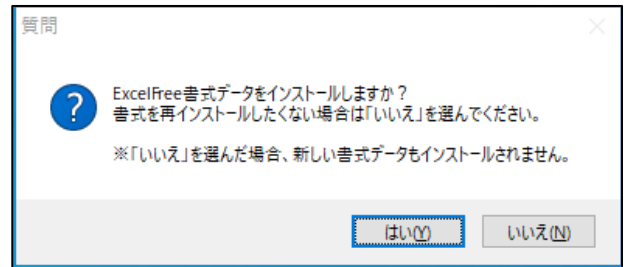 質問
ExcelFree書式データをインストールしますか？
書式を再インストールしたくない場合は「いいえ」を選んでください。
※「いいえ」を選んだ場合、新しい書式データもインストールされません。
はい(Y)
いいえ(N)